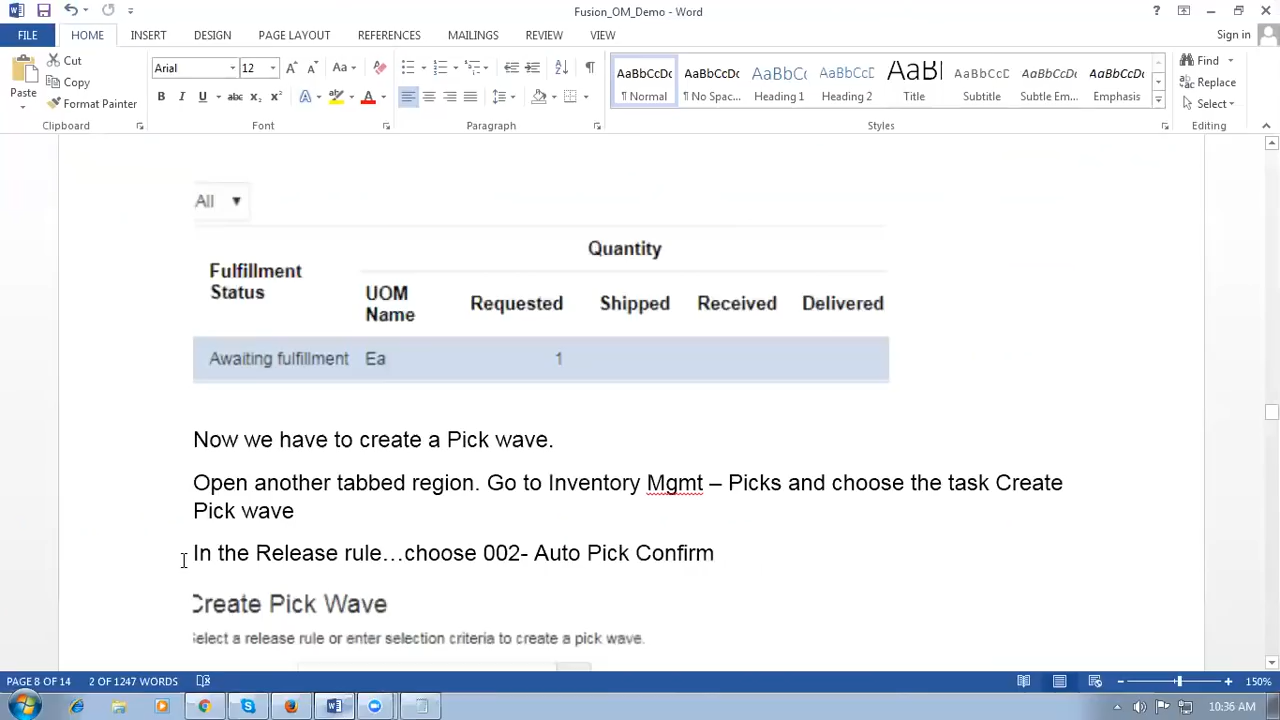 Fusion_OM_Demo - Word
FILE HOME INSERT DESIGN PAGE LAYOUT REFERENCES MAILINGS REVIEW VIEW Sign in
Paste
Cut
Copy
Format Painter
Clipboard
Arial 12
Font
Paragraph
AaBbCcDc AaBbCcDc AaBbCc AaBbCcC AaBl AaBbCcD AaBbCcDc AaBbCcDc
¶ Normal ¶ No Spac... Heading 1 Heading 2 Title Subtitle Subtle Em... Emphasis
Styles
Find
Replace
Select
Editing
All
Quantity
Fulfillment
Status
UOM
Name
Requested Shipped Received Delivered
Awaiting fulfillment Ea 1
Now we have to create a Pick wave.
Open another tabbed region. Go to Inventory Mgmt – Picks and choose the task Create
Pick wave
In the Release rule…choose 002- Auto Pick Confirm
Create Pick Wave
Select a release rule or enter selection criteria to create a pick wave.
PAGE 8 OF 14 2 OF 1247 WORDS 150%
10:36 AM